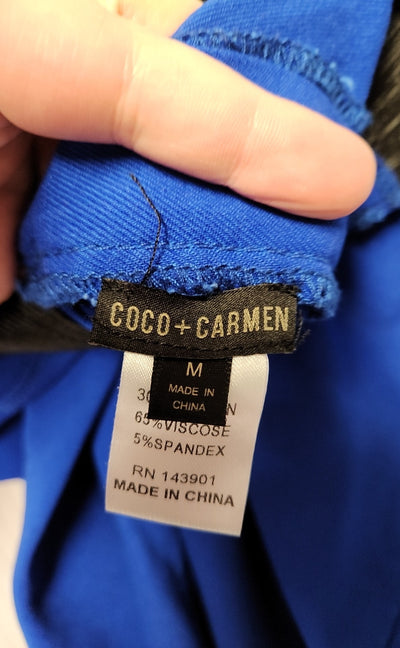 COCO+CARMEN
M
MADE IN
CHINA
65%VISCOSE
5%SPANDEX
RN 143901
MADE IN CHINA